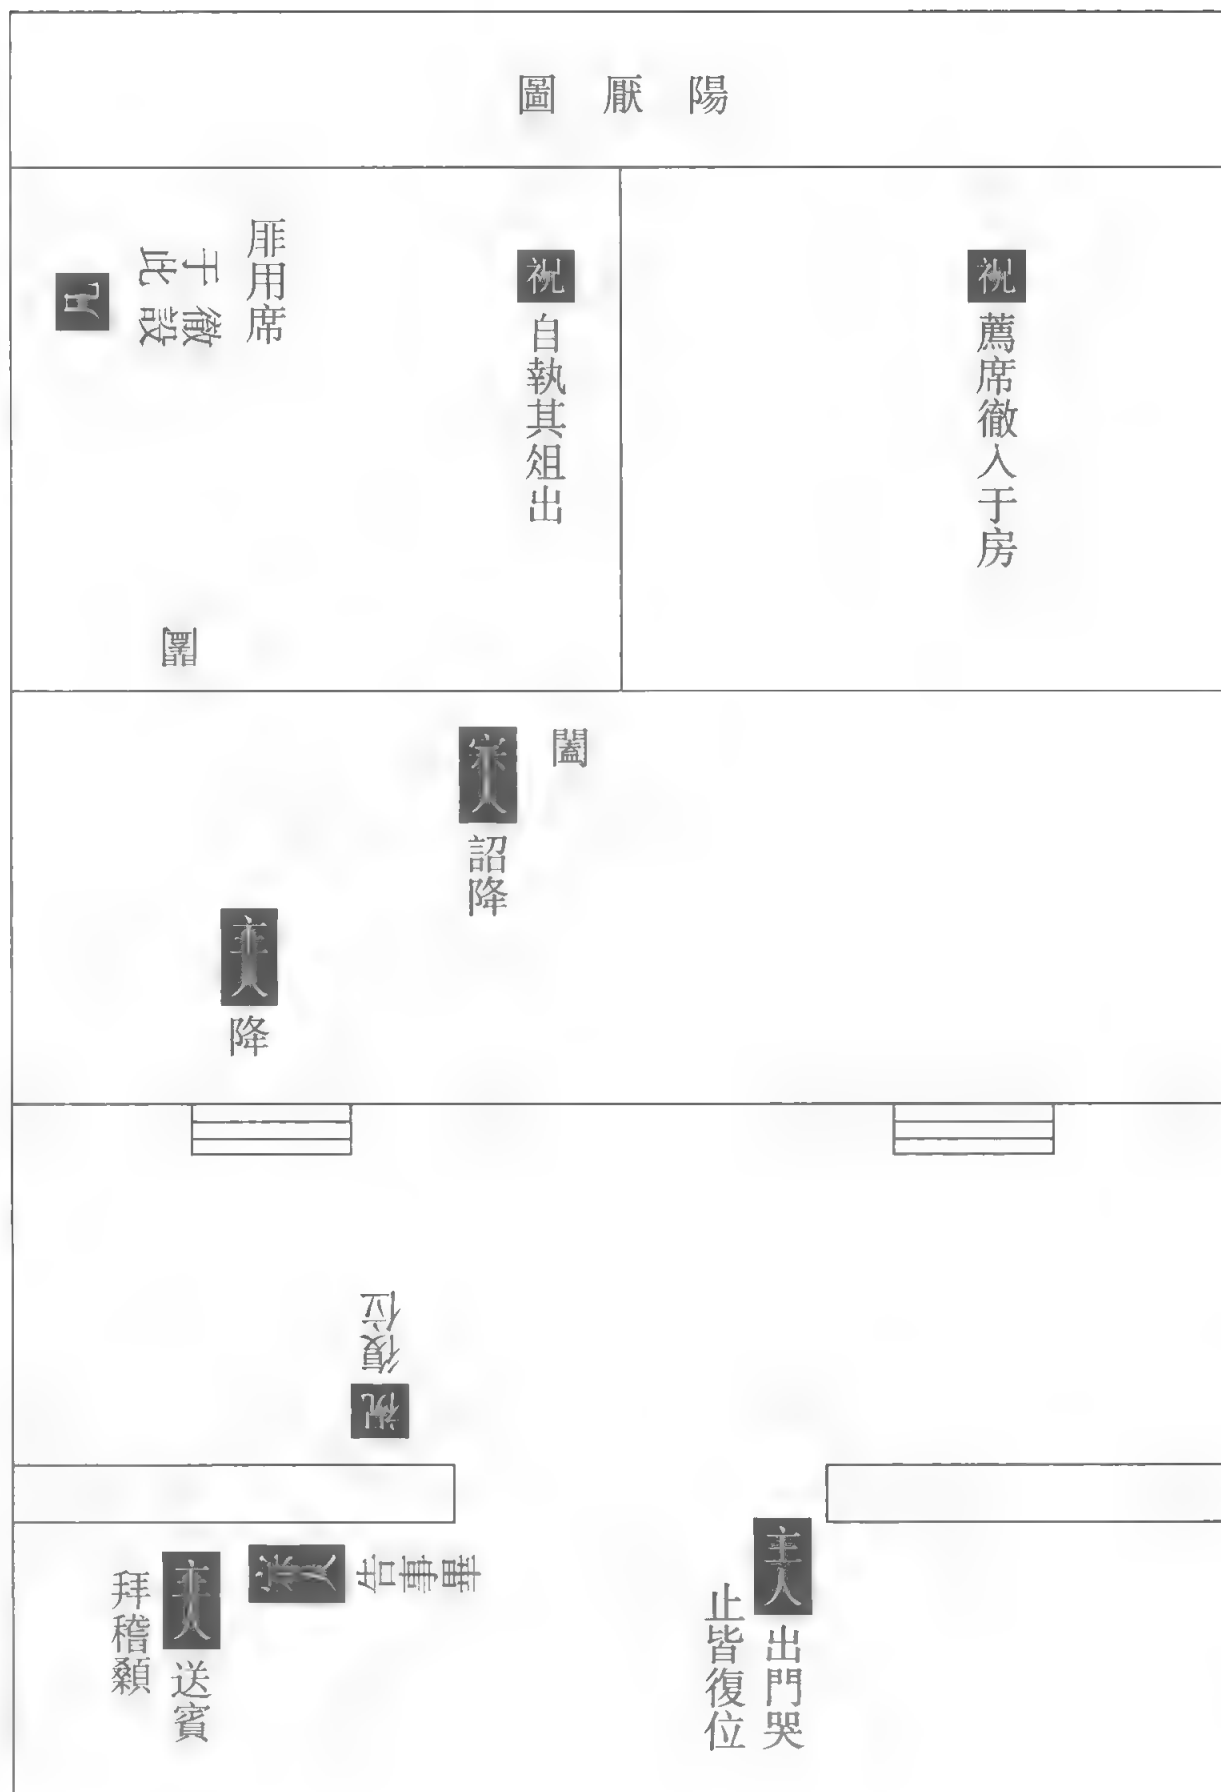 陽厭圖
祝薦席徹入于房
祝自執其俎出
厞用席
徹設
于此
几
闔
闔
宗人詔降
主人降
祝復位
主人出門哭
止皆復位
宗人告事畢
主人送賓
拜稽顙